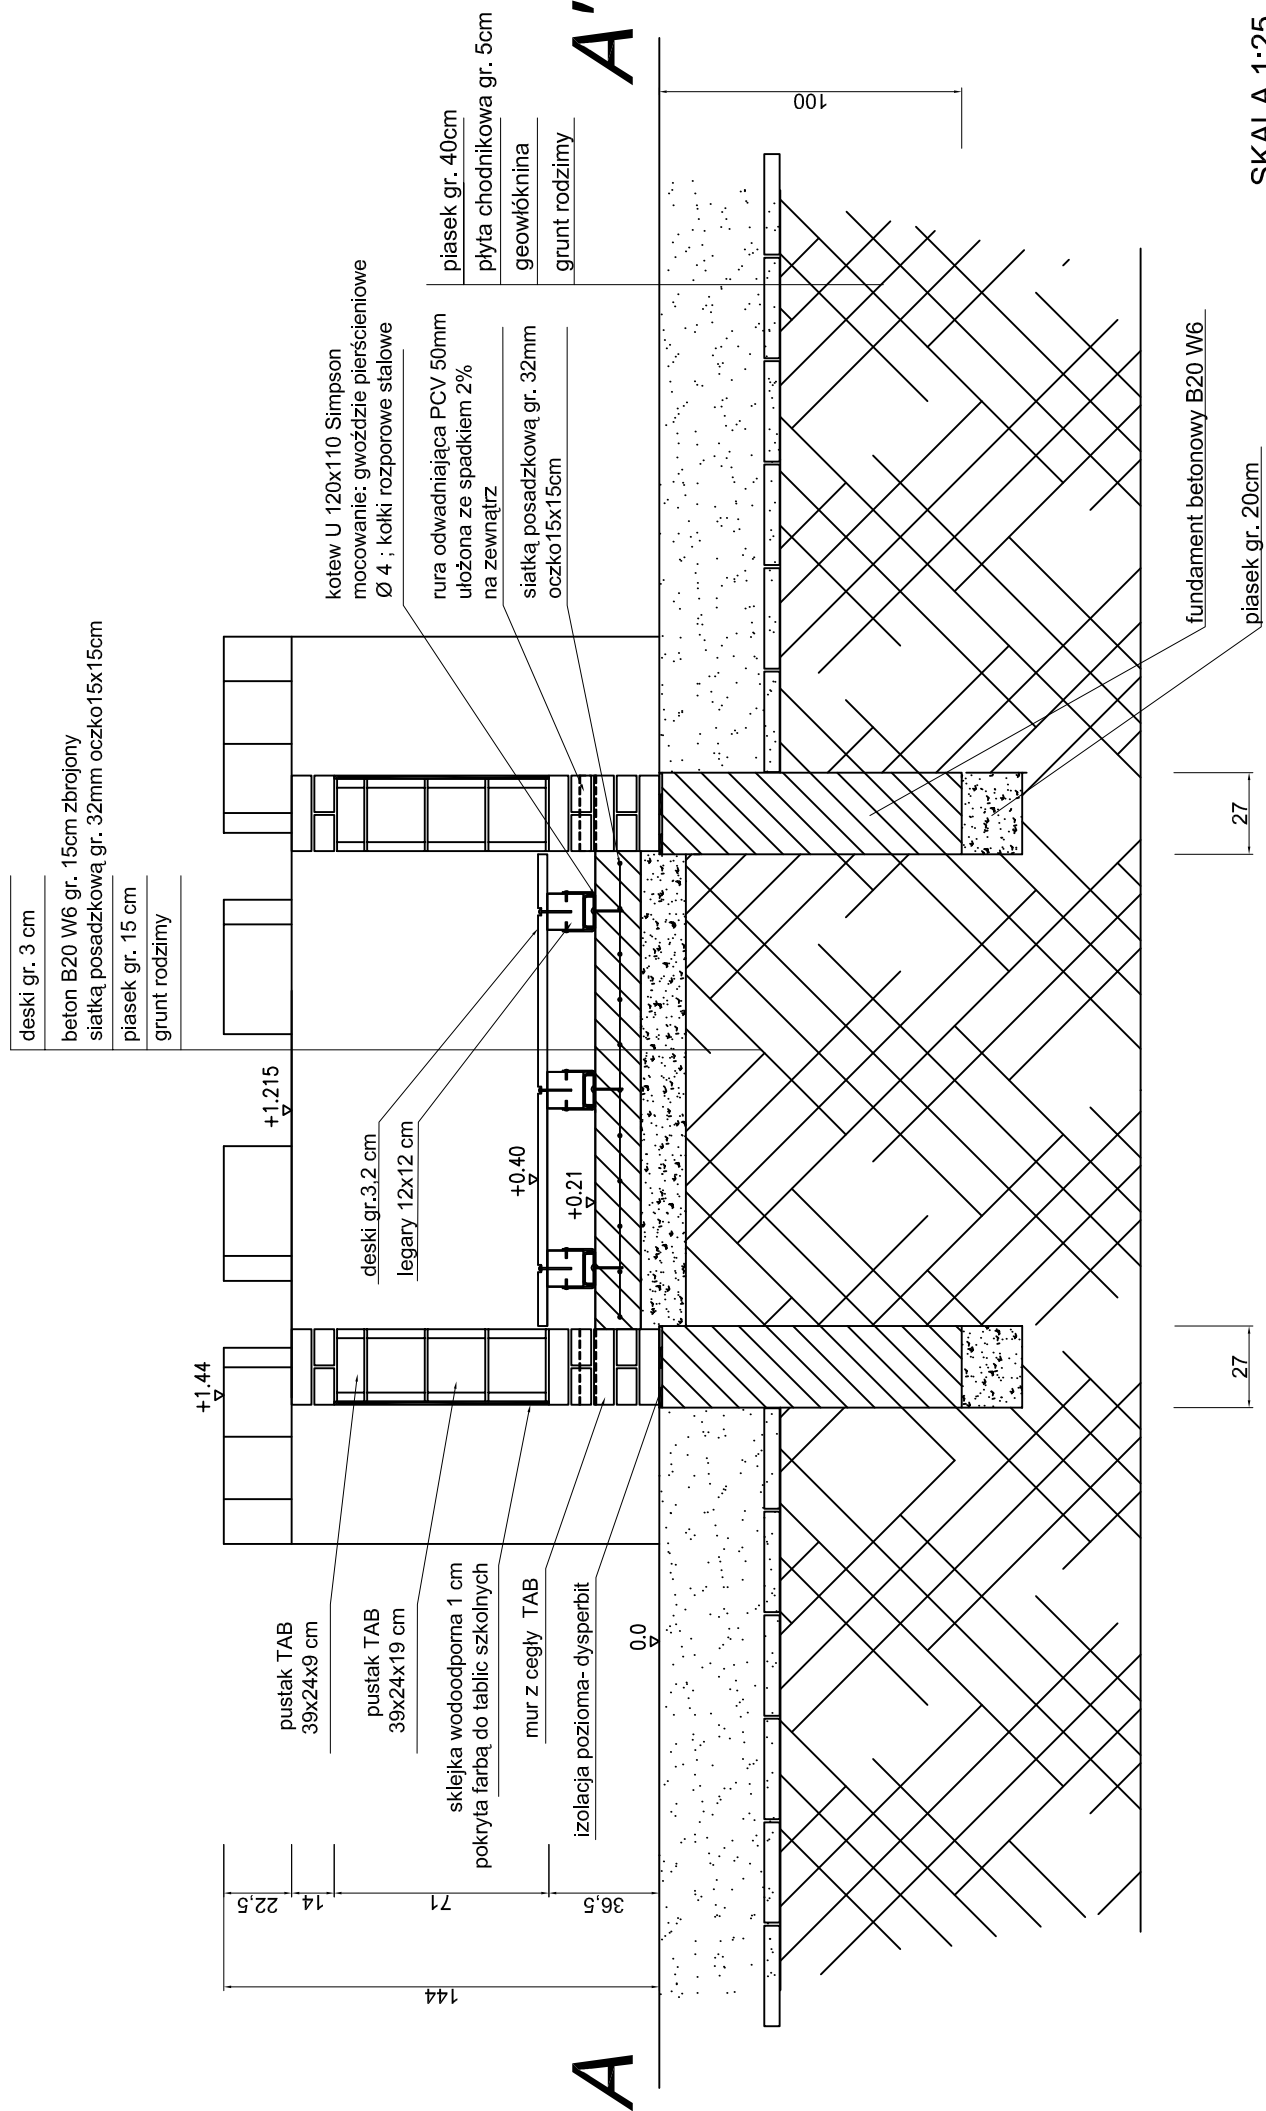 deski gr. 3 cm
beton B20 W6 gr. 15cm zbrojony
siatką posadzkową gr. 32mm oczko15x15cm
piasek gr. 15 cm
grunt rodzimy
kotew U 120x110 Simpson
mocowanie: gwoździe pierścieniowe
Ø 4 ; kołki rozporowe stalowe
rura odwadniająca PCV 50mm
ułożona ze spadkiem 2%
na zewnątrz
siatką posadzkową gr. 32mm
oczko15x15cm
piasek gr. 40cm
płyta chodnikowa gr. 5cm
geowłóknina
grunt rodzimy
+1.44
+1.215
deski gr.3,2 cm
legary 12x12 cm
+0.40
+0.21
pustak TAB
39x24x9 cm
pustak TAB
39x24x19 cm
sklejka wodoodporna 1 cm
pokryta farbą do tablic szkolnych
mur z cegły TAB
izolacja pozioma- dysperbit
0.0
22,5
14
71
36,5
144
100
A
A'
fundament betonowy B20 W6
piasek gr. 20cm
27
27
SKALA 1:25